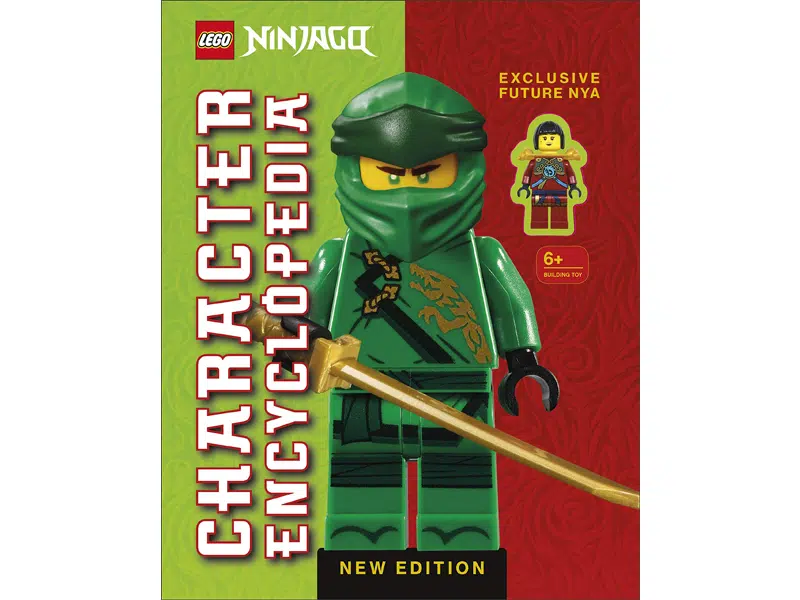 LEGO NINJAGO
CHARACTER
ENCYCLOPEDIA
EXCLUSIVE
FUTURE NYA
6+
BUILDING TOY
NEW EDITION